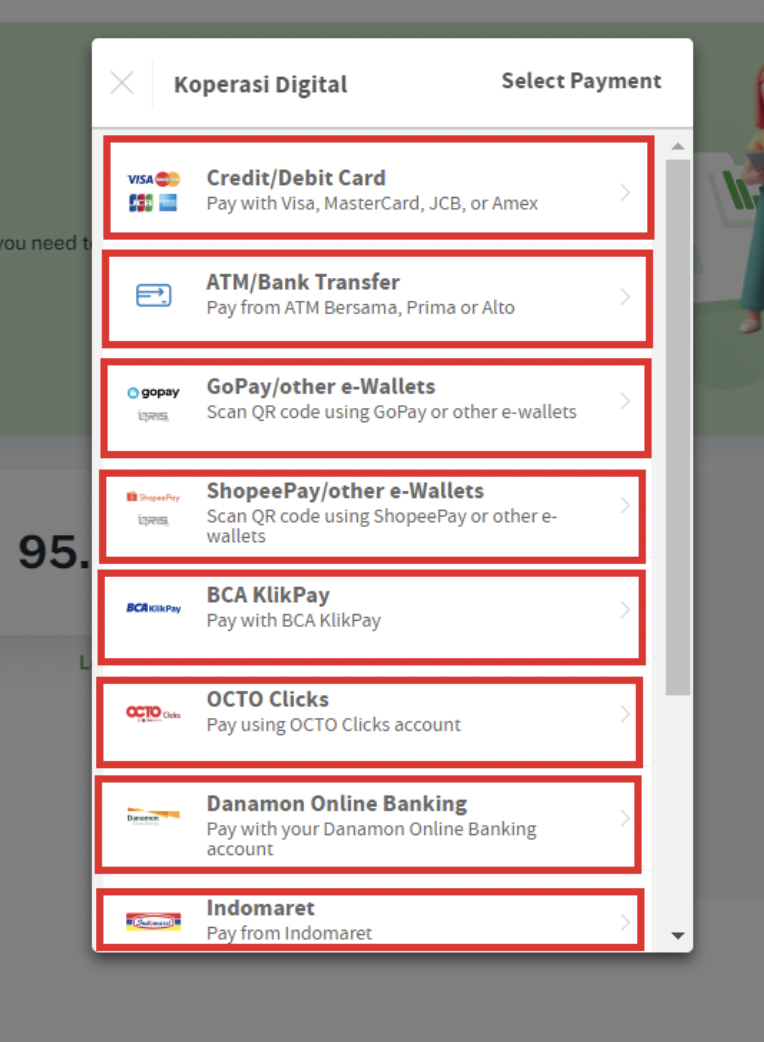 Koperasi Digital
Select Payment
VISA
JCB
Credit/Debit Card
Pay with Visa, MasterCard, JCB, or Amex
you need t
ATM/Bank Transfer
Pay from ATM Bersama, Prima or Alto
gopay
QRIS
GoPay/other e-Wallets
Scan QR code using GoPay or other e-wallets
ShopeePay
QRIS
ShopeePay/other e-Wallets
Scan QR code using ShopeePay or other e-
wallets
95.
BCA KlikPay
BCA KlikPay
Pay with BCA KlikPay
L
OCTO Clicks
OCTO Clicks
Pay using OCTO Clicks account
Danamon
Danamon Online Banking
Pay with your Danamon Online Banking
account
Indomaret
Indomaret
Pay from Indomaret